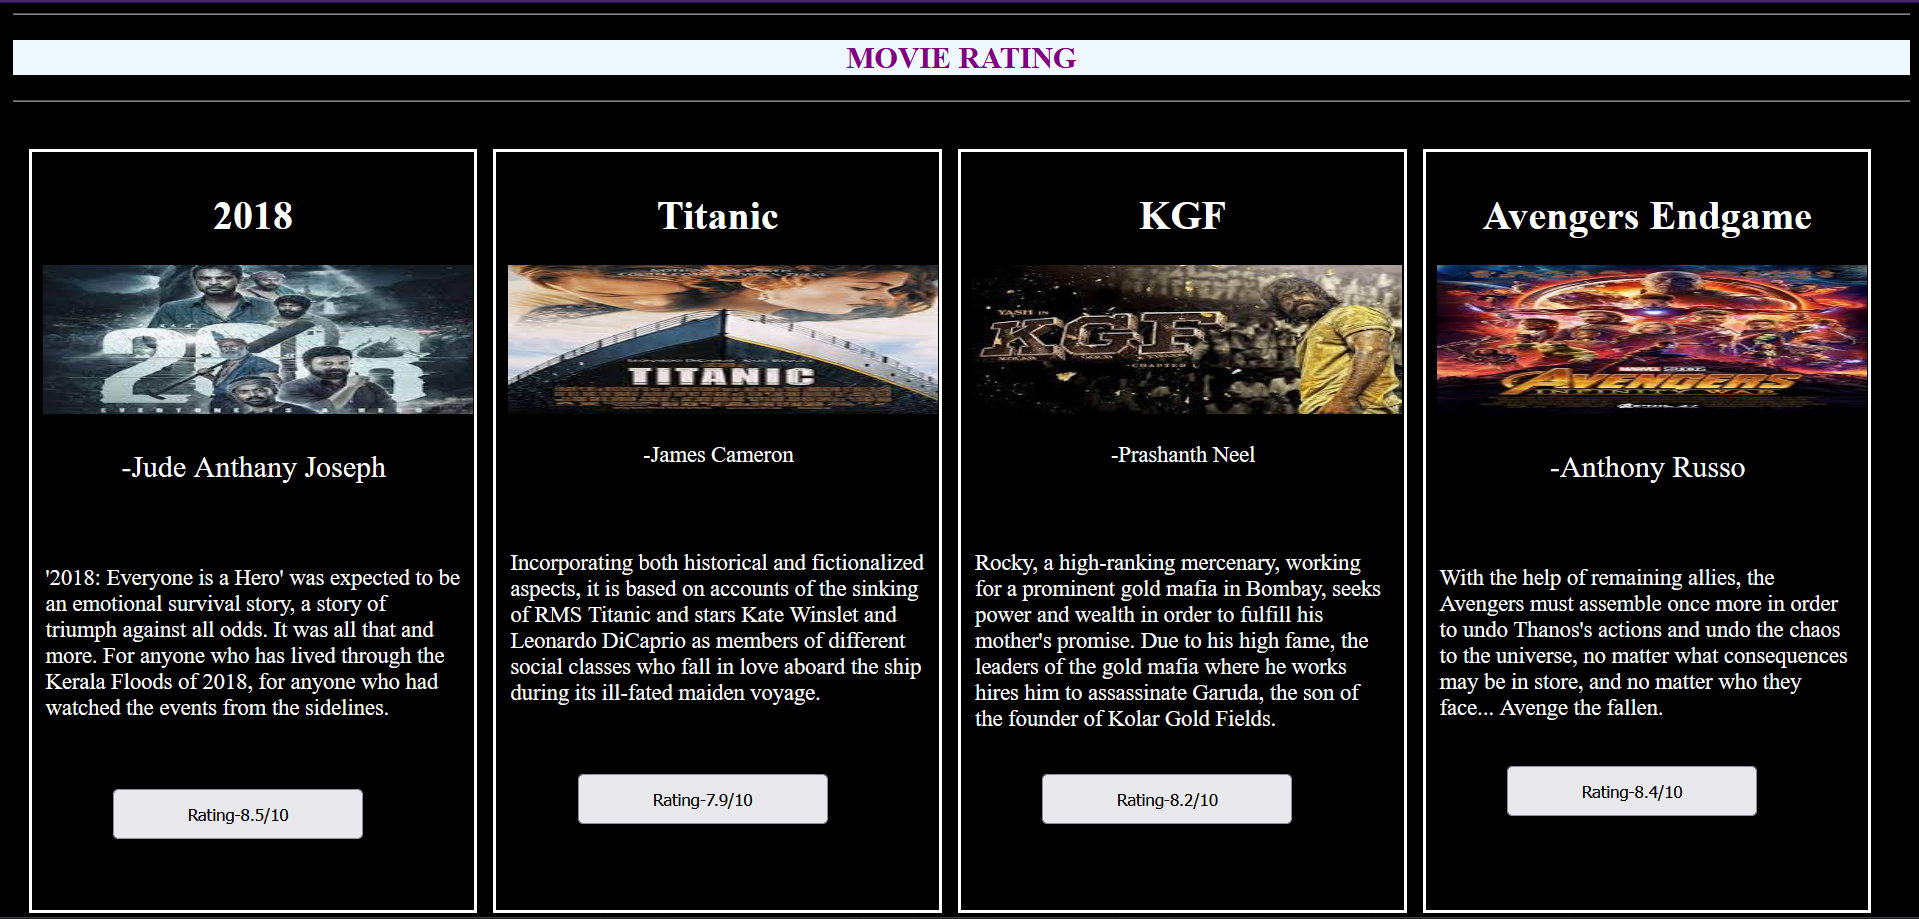 MOVIE RATING
2018
2018
EVERYONE IS A HERO
-Jude Anthany Joseph
'2018: Everyone is a Hero' was expected to be
an emotional survival story, a story of
triumph against all odds. It was all that and
more. For anyone who has lived through the
Kerala Floods of 2018, for anyone who had
watched the events from the sidelines.
Rating-8.5/10
Titanic
TITANIC
-James Cameron
Incorporating both historical and fictionalized
aspects, it is based on accounts of the sinking
of RMS Titanic and stars Kate Winslet and
Leonardo DiCaprio as members of different
social classes who fall in love aboard the ship
during its ill-fated maiden voyage.
Rating-7.9/10
KGF
YASH IN
KGF
CHAPTER 1
-Prashanth Neel
Rocky, a high-ranking mercenary, working
for a prominent gold mafia in Bombay, seeks
power and wealth in order to fulfill his
mother's promise. Due to his high fame, the
leaders of the gold mafia where he works
hires him to assassinate Garuda, the son of
the founder of Kolar Gold Fields.
Rating-8.2/10
Avengers Endgame
MARVEL STUDIOS
AVENGERS
INFINITY WAR
-Anthony Russo
With the help of remaining allies, the
Avengers must assemble once more in order
to undo Thanos's actions and undo the chaos
to the universe, no matter what consequences
may be in store, and no matter who they
face... Avenge the fallen.
Rating-8.4/10